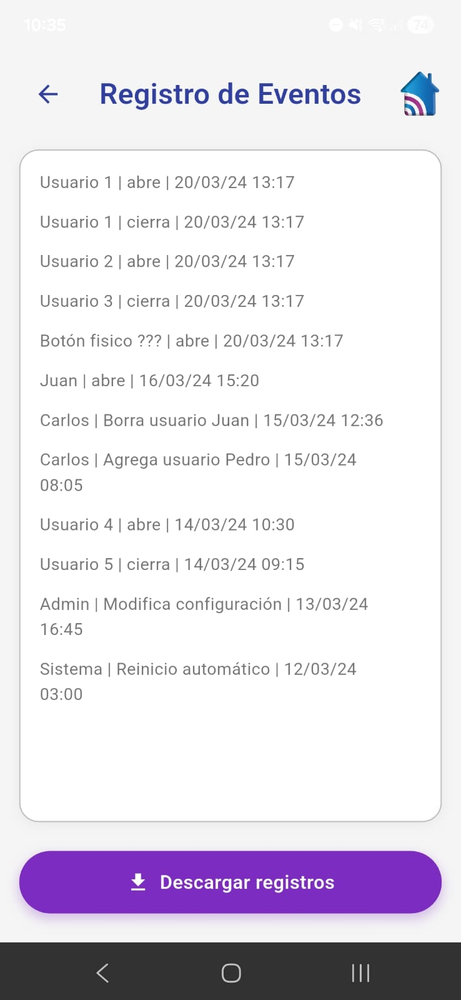 10:35
74
Registro de Eventos
Usuario 1 | abre | 20/03/24 13:17
Usuario 1 | cierra | 20/03/24 13:17
Usuario 2 | abre | 20/03/24 13:17
Usuario 3 | cierra | 20/03/24 13:17
Botón fisico ??? | abre | 20/03/24 13:17
Juan | abre | 16/03/24 15:20
Carlos | Borra usuario Juan | 15/03/24 12:36
Carlos | Agrega usuario Pedro | 15/03/24
08:05
Usuario 4 | abre | 14/03/24 10:30
Usuario 5 | cierra | 14/03/24 09:15
Admin | Modifica configuración | 13/03/24
16:45
Sistema | Reinicio automático | 12/03/24
03:00
Descargar registros